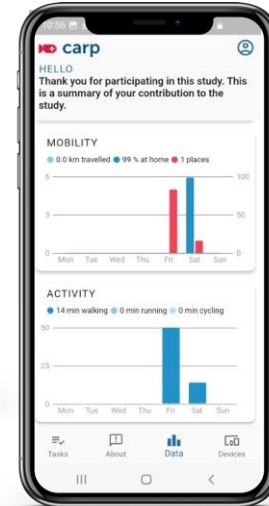 10:56
carp
HELLO
Thank you for participating in this study. This
is a summary of your contribution to the
study.
MOBILITY
0.0 km travelled 99 % at home 1 places
6 100
3 50
0 0
Mon Tue Wed Thu Fri Sat Sun
ACTIVITY
14 min walking 0 min running 0 min cycling
50
25
0
Mon Tue Wed Thu Fri Sat Sun
Tasks About Data Devices